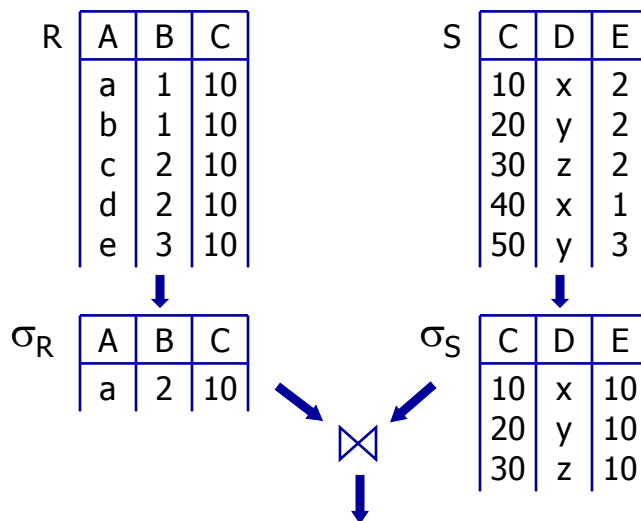 R A B C
a 1 10
b 1 10
c 2 10
d 2 10
e 3 10
S C D E
10 x 2
20 y 2
30 z 2
40 x 1
50 y 3
σR A B C
a 2 10
σS C D E
10 x 10
20 y 10
30 z 10
⋈